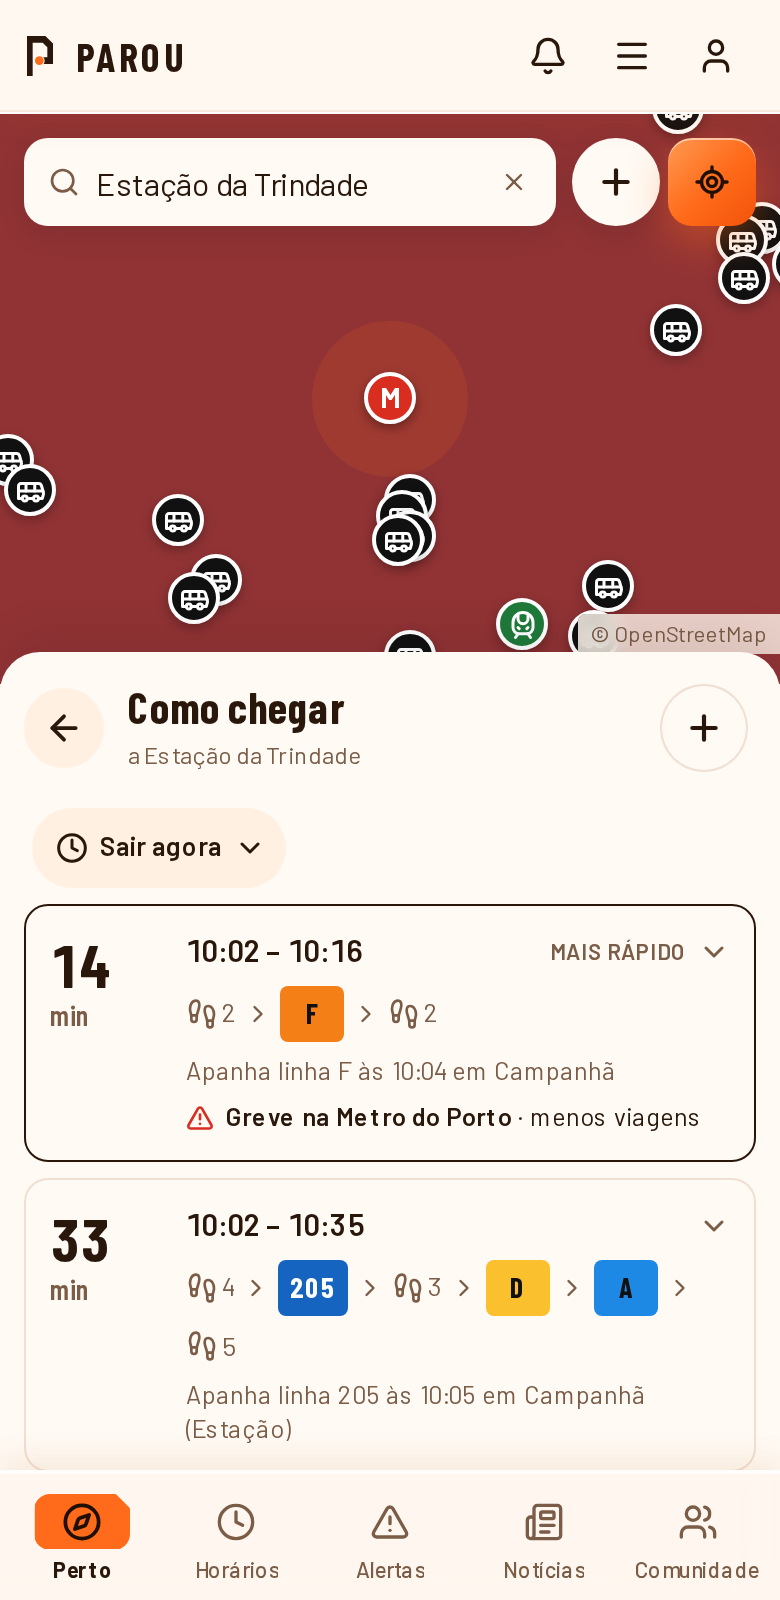 PAROU
Estação da Trindade
M
© OpenStreetMap
Como chegar
a Estação da Trindade
Sair agora
14 min
10:02 – 10:16
MAIS RÁPIDO
2 > F > 2
Apanha linha F às 10:04 em Campanhã
Greve na Metro do Porto · menos viagens
33 min
10:02 – 10:35
4 > 205 > 3 > D > A >
5
Apanha linha 205 às 10:05 em Campanhã
(Estação)
Perto
Horários
Alertas
Notícias
Comunidade